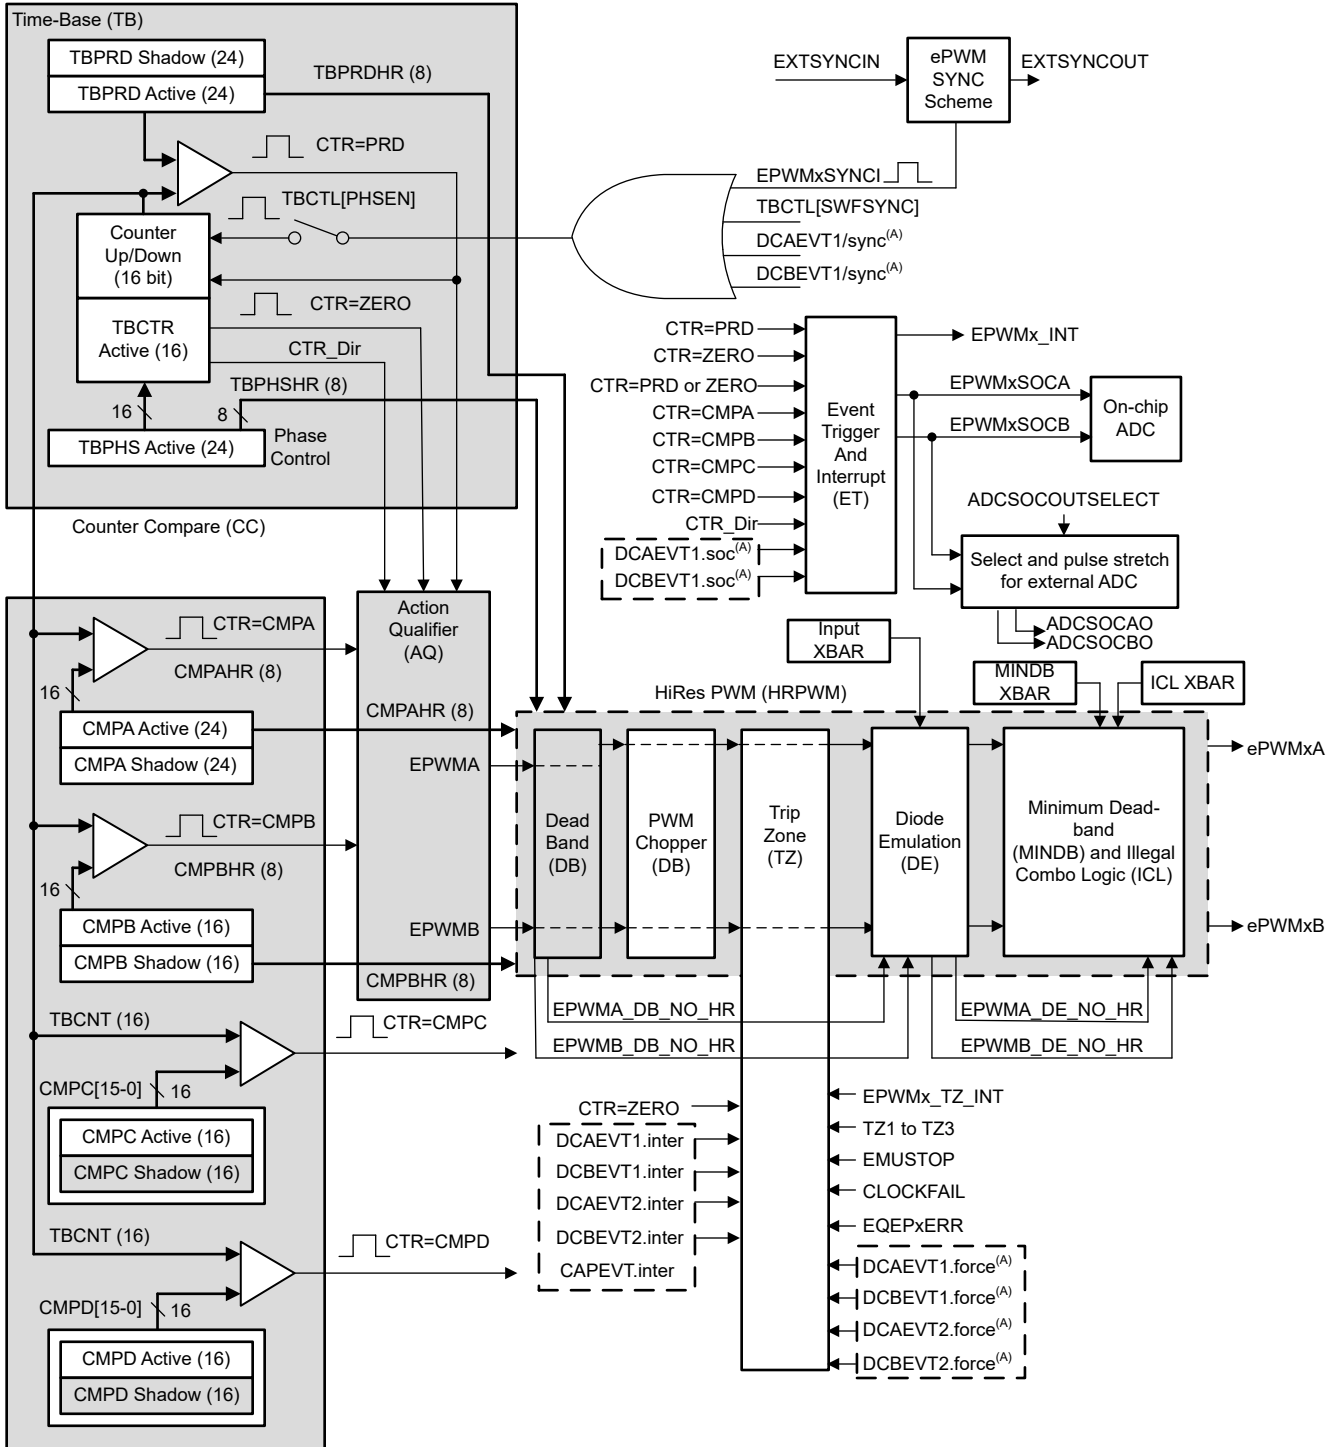 Time-Base (TB)
TBPRD Shadow (24)
TBPRD Active (24)
TBPRDHR (8)
CTR=PRD
TBCTL[PHSEN]
Counter
Up/Down
(16 bit)
CTR=ZERO
TBCTR
Active (16)
CTR_Dir
TBPHSHR (8)
16
8
TBPHS Active (24)
Phase
Control
EXTSYNCIN
ePWM
SYNC
Scheme
EXTSYNCOUT
EPWMxSYNCI
TBCTL[SWFSYNC]
DCAEVT1/sync(A)
DCBEVT1/sync(A)
CTR=PRD
CTR=ZERO
CTR=PRD or ZERO
CTR=CMPA
CTR=CMPB
CTR=CMPC
CTR=CMPD
CTR_Dir
DCAEVT1.soc(A)
DCBEVT1.soc(A)
Event
Trigger
And
Interrupt
(ET)
EPWMx_INT
EPWMxSOCA
EPWMxSOCB
On-chip
ADC
ADCSOCOUTSELECT
Select and pulse stretch
for external ADC
ADCSOCAO
ADCSOCBO
Counter Compare (CC)
CTR=CMPA
CMPAHR (8)
16
CMPA Active (24)
CMPA Shadow (24)
CTR=CMPB
CMPBHR (8)
16
CMPB Active (16)
CMPB Shadow (16)
TBCNT (16)
CTR=CMPC
CMPC[15-0]
16
CMPC Active (16)
CMPC Shadow (16)
TBCNT (16)
CTR=CMPD
CMPD[15-0]
16
CMPD Active (16)
CMPD Shadow (16)
Action
Qualifier
(AQ)
CMPAHR (8)
EPWMA
EPWMB
CMPBHR (8)
HiRes PWM (HRPWM)
Input
XBAR
MINDB
XBAR
ICL XBAR
Dead
Band
(DB)
PWM
Chopper
(DB)
Trip
Zone
(TZ)
Diode
Emulation
(DE)
Minimum Dead-
band
(MINDB) and Illegal
Combo Logic (ICL)
ePWMxA
ePWMxB
EPWMA_DB_NO_HR
EPWMB_DB_NO_HR
EPWMA_DE_NO_HR
EPWMB_DE_NO_HR
CTR=ZERO
DCAEVT1.inter
DCBEVT1.inter
DCAEVT2.inter
DCBEVT2.inter
CAPEVT.inter
EPWMx_TZ_INT
TZ1 to TZ3
EMUSTOP
CLOCKFAIL
EQEPxERR
DCAEVT1.force(A)
DCBEVT1.force(A)
DCAEVT2.force(A)
DCBEVT2.force(A)